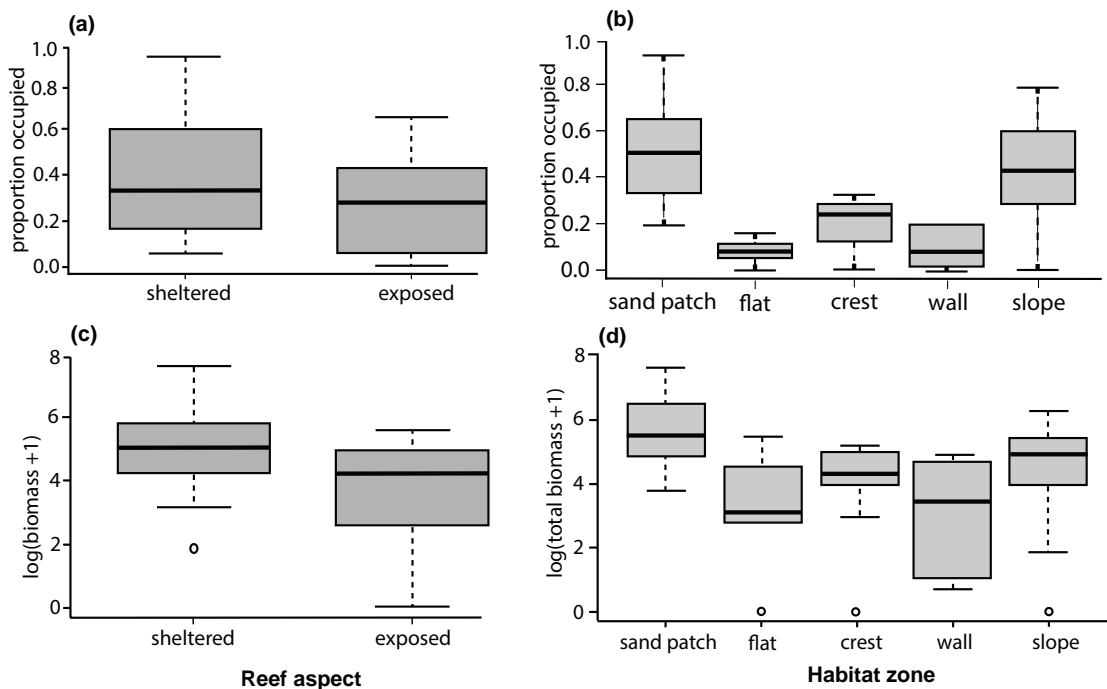 (a)
proportion occupied
1.0
0.8
0.6
0.4
0.2
0.0
sheltered exposed
(b)
proportion occupied
1.0
0.8
0.6
0.4
0.2
0.0
sand patch flat crest wall slope
(c)
log(biomass +1)
8
6
4
2
0
sheltered exposed
Reef aspect
(d)
log(total biomass +1)
8
6
4
2
0
sand patch flat crest wall slope
Habitat zone